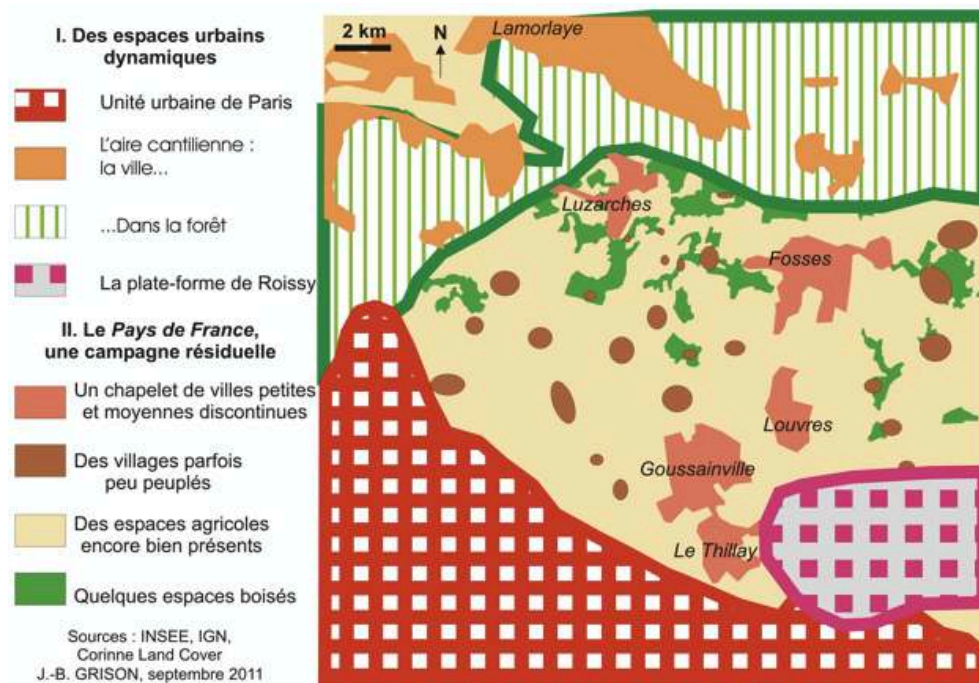 I. Des espaces urbains
dynamiques
Unité urbaine de Paris
L'aire cantilienne :
la ville...
...Dans la forêt
La plate-forme de Roissy
II. Le Pays de France,
une campagne résiduelle
Un chapelet de villes petites
et moyennes discontinues
Des villages parfois
peu peuplés
Des espaces agricoles
encore bien présents
Quelques espaces boisés
Sources : INSEE, IGN,
Corinne Land Cover
J.-B. GRISON, septembre 2011
2 km
N
Lamorlaye
Luzarches
Fosses
Louvres
Goussainville
Le Thillay